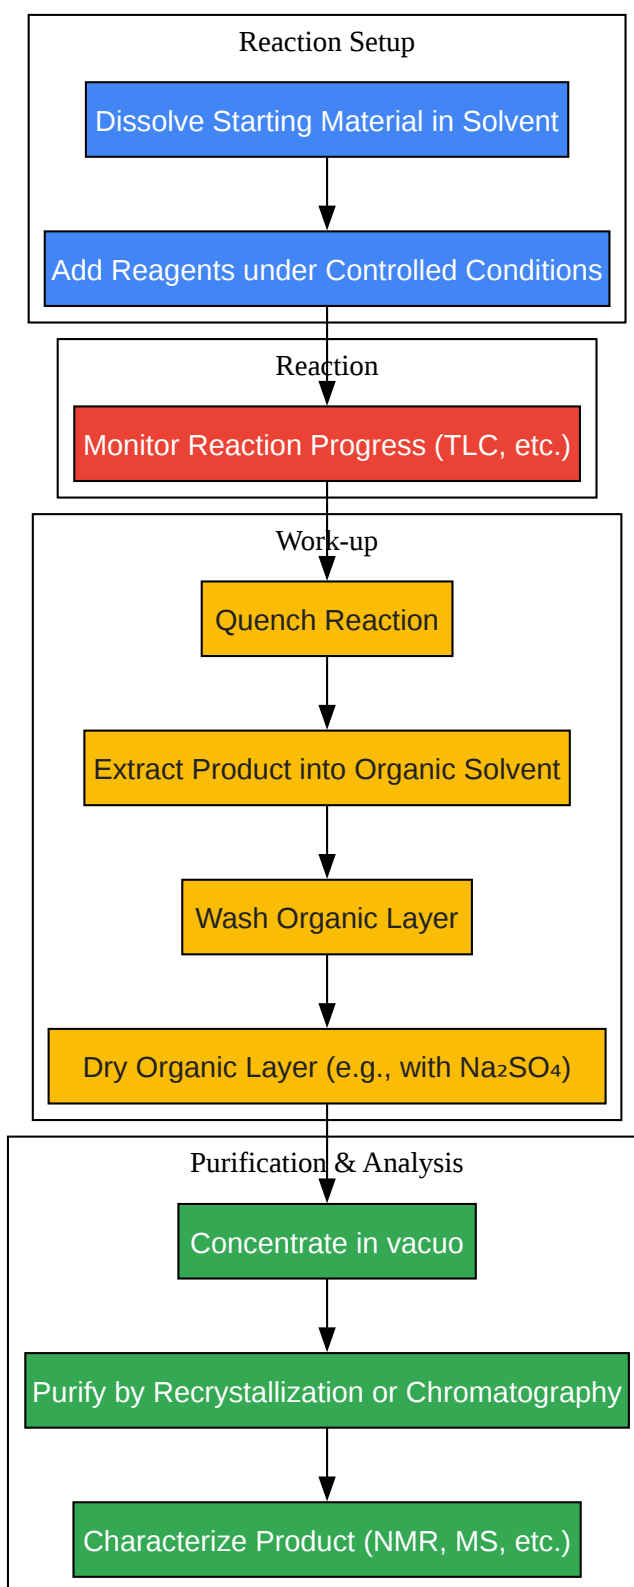 Reaction Setup
Dissolve Starting Material in Solvent
Add Reagents under Controlled Conditions
Reaction
Monitor Reaction Progress (TLC, etc.)
Work-up
Quench Reaction
Extract Product into Organic Solvent
Wash Organic Layer
Dry Organic Layer (e.g., with Na₂SO₄)
Purification & Analysis
Concentrate in vacuo
Purify by Recrystallization or Chromatography
Characterize Product (NMR, MS, etc.)